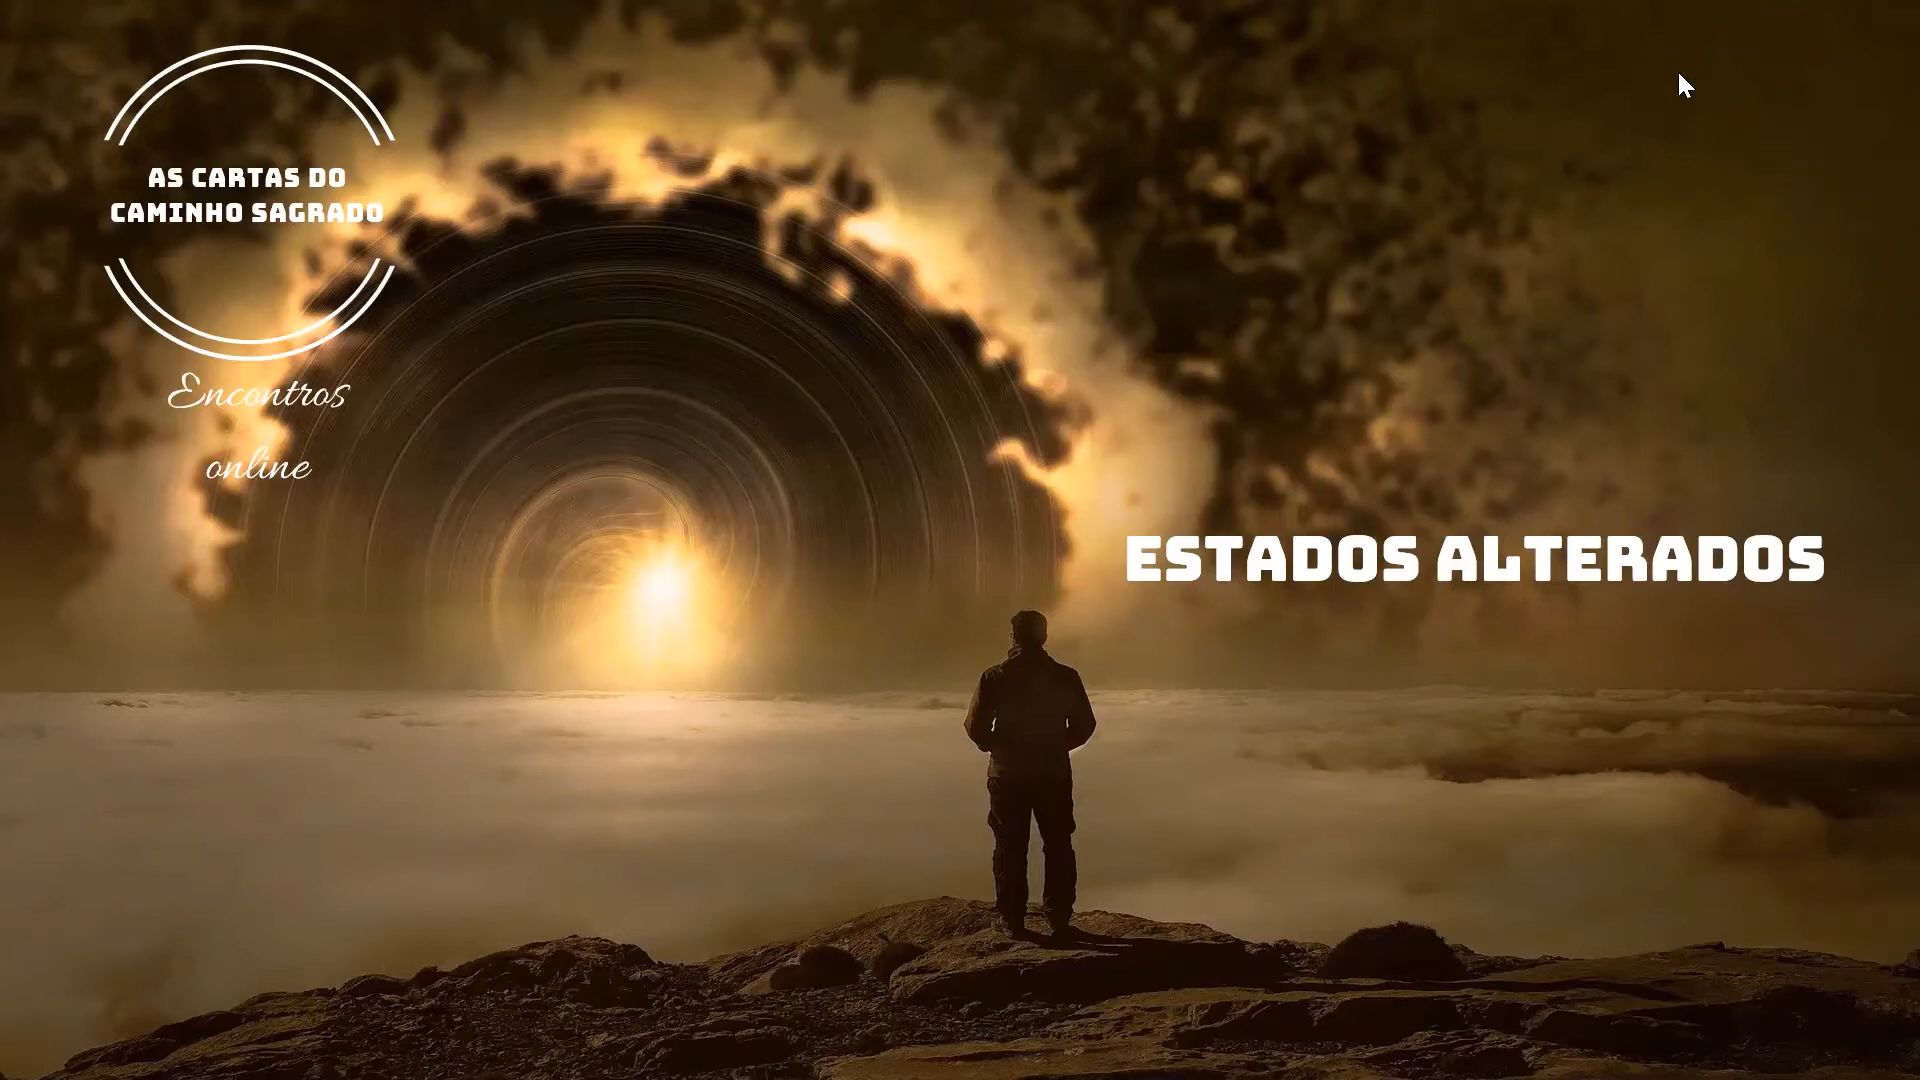 AS CARTAS DO
CAMINHO SAGRADO
Encontros
online
ESTADOS ALTERADOS